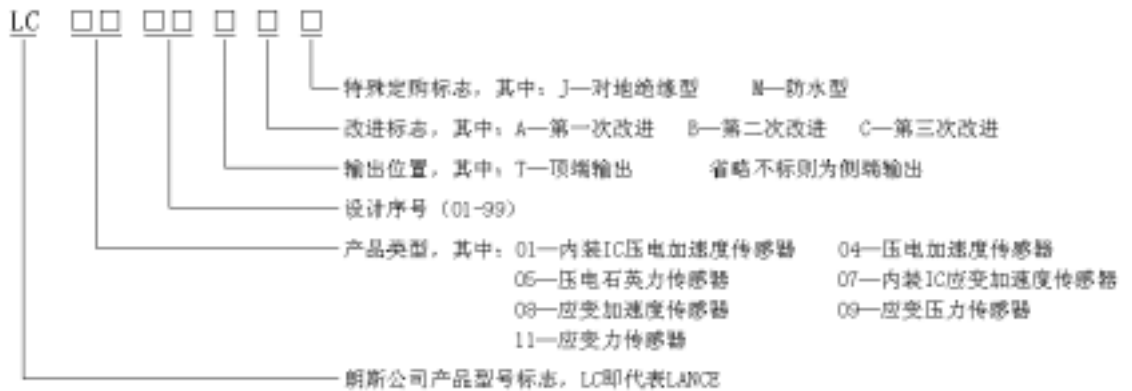 LC □□ □□ □ □ □
特殊定购标志，其中：J—对地绝缘型 M—防水型
改进标志，其中：A—第一次改进 B—第二次改进 C—第三次改进
输出位置，其中：T—顶端输出 省略不标则为侧端输出
设计序号（01-99）
产品类型，其中：01—内装IC压电加速度传感器 04—压电加速度传感器
05—压电石英力传感器 07—内装IC应变加速度传感器
08—应变加速度传感器 09—应变压力传感器
11—应变力传感器
朗斯公司产品型号标志，LC即代表LANCE